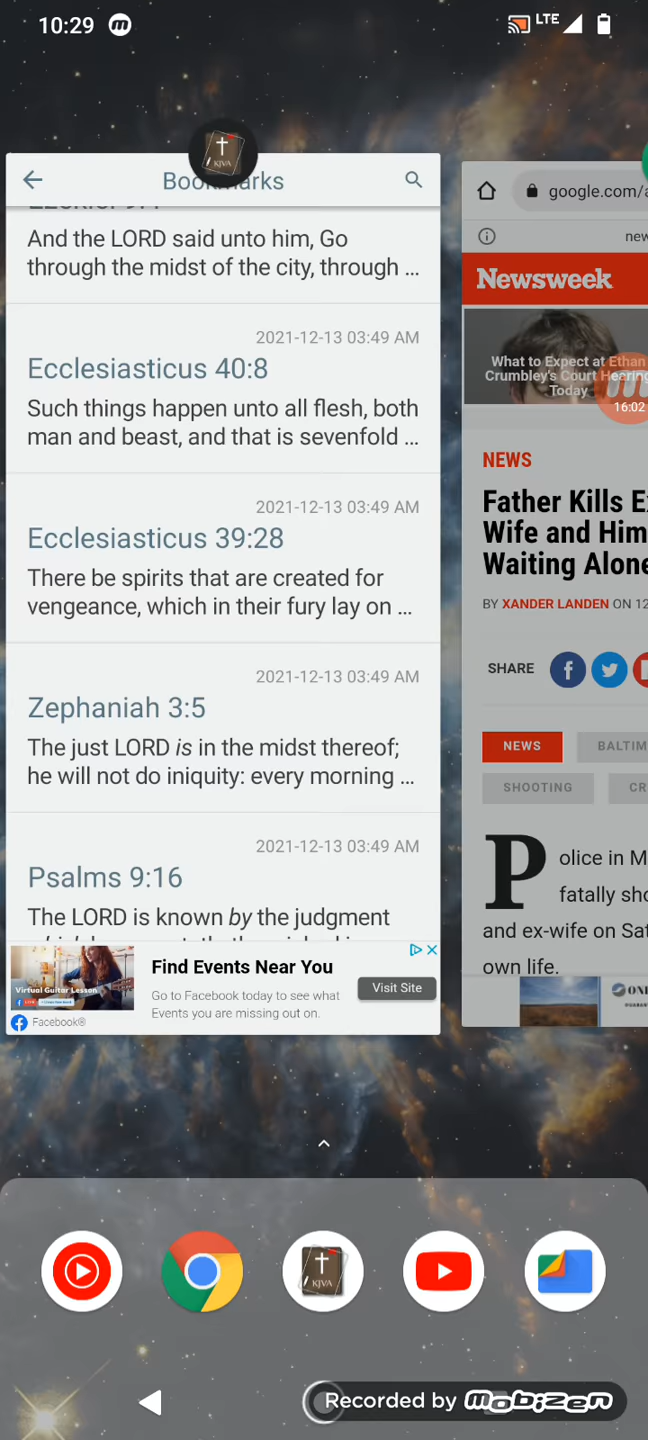 10:29
LTE
KJVA
Bookmarks
And the LORD said unto him, Go
through the midst of the city, through ...
2021-12-13 03:49 AM
Ecclesiasticus 40:8
Such things happen unto all flesh, both
man and beast, and that is sevenfold ...
2021-12-13 03:49 AM
Ecclesiasticus 39:28
There be spirits that are created for
vengeance, which in their fury lay on ...
2021-12-13 03:49 AM
Zephaniah 3:5
The just LORD is in the midst thereof;
he will not do iniquity: every morning ...
2021-12-13 03:49 AM
Psalms 9:16
The LORD is known by the judgment
Virtual Guitar Lesson
Find Events Near You
Go to Facebook today to see what
Events you are missing out on.
Visit Site
Facebook®
google.com/a
new
Newsweek
What to Expect at Ethan
Crumbley's Court Hearing
Today
16:02
NEWS
Father Kills E
Wife and Him
Waiting Alone
BY XANDER LANDEN ON 12
SHARE
NEWS
BALTIM
SHOOTING
CR
Police in M
fatally sho
and ex-wife on Sat
own life.
KJVA
Recorded by mobizen